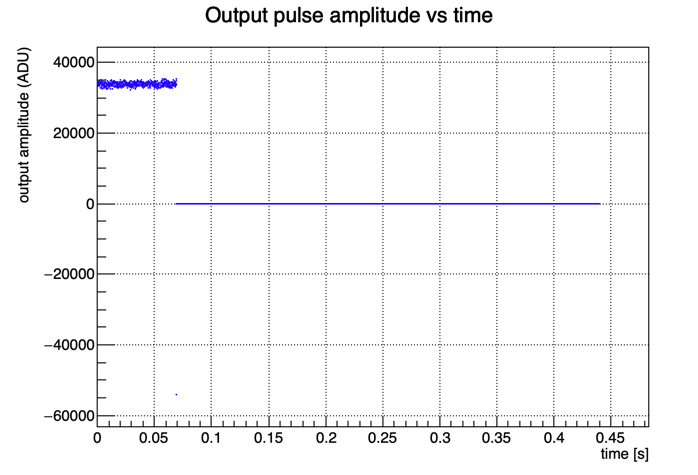 Output pulse amplitude vs time
output amplitude (ADU)
40000
20000
0
−20000
−40000
−60000
0 0.05 0.1 0.15 0.2 0.25 0.3 0.35 0.4 0.45
time [s]